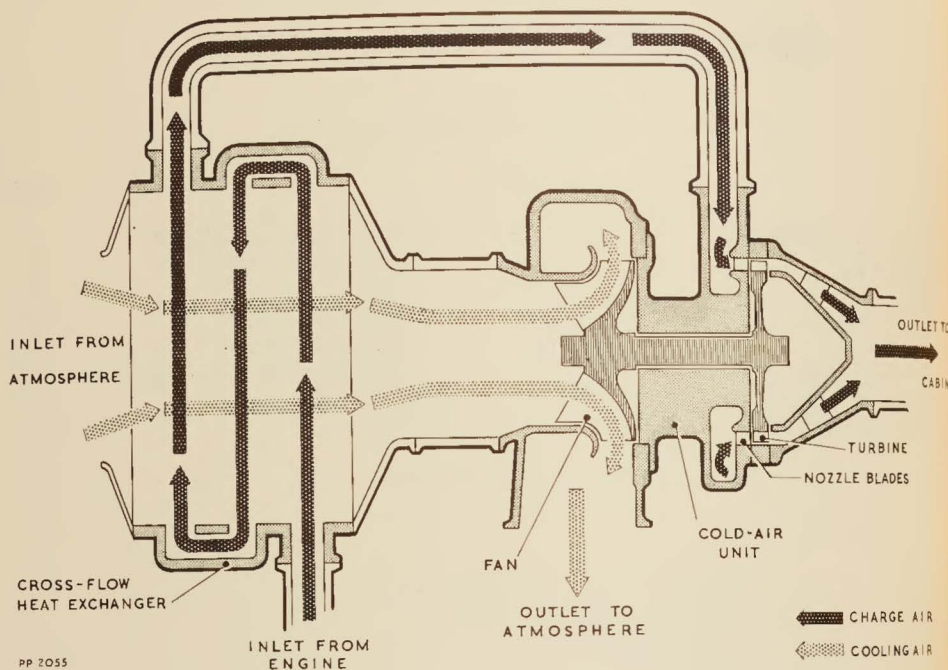 INLET FROM
ATMOSPHERE
OUTLET TO
CABIN
TURBINE
NOZZLE BLADES
COLD-AIR
UNIT
FAN
CROSS-FLOW
HEAT EXCHANGER
OUTLET TO
ATMOSPHERE
INLET FROM
ENGINE
CHARGE AIR
COOLING AIR
PP 2055